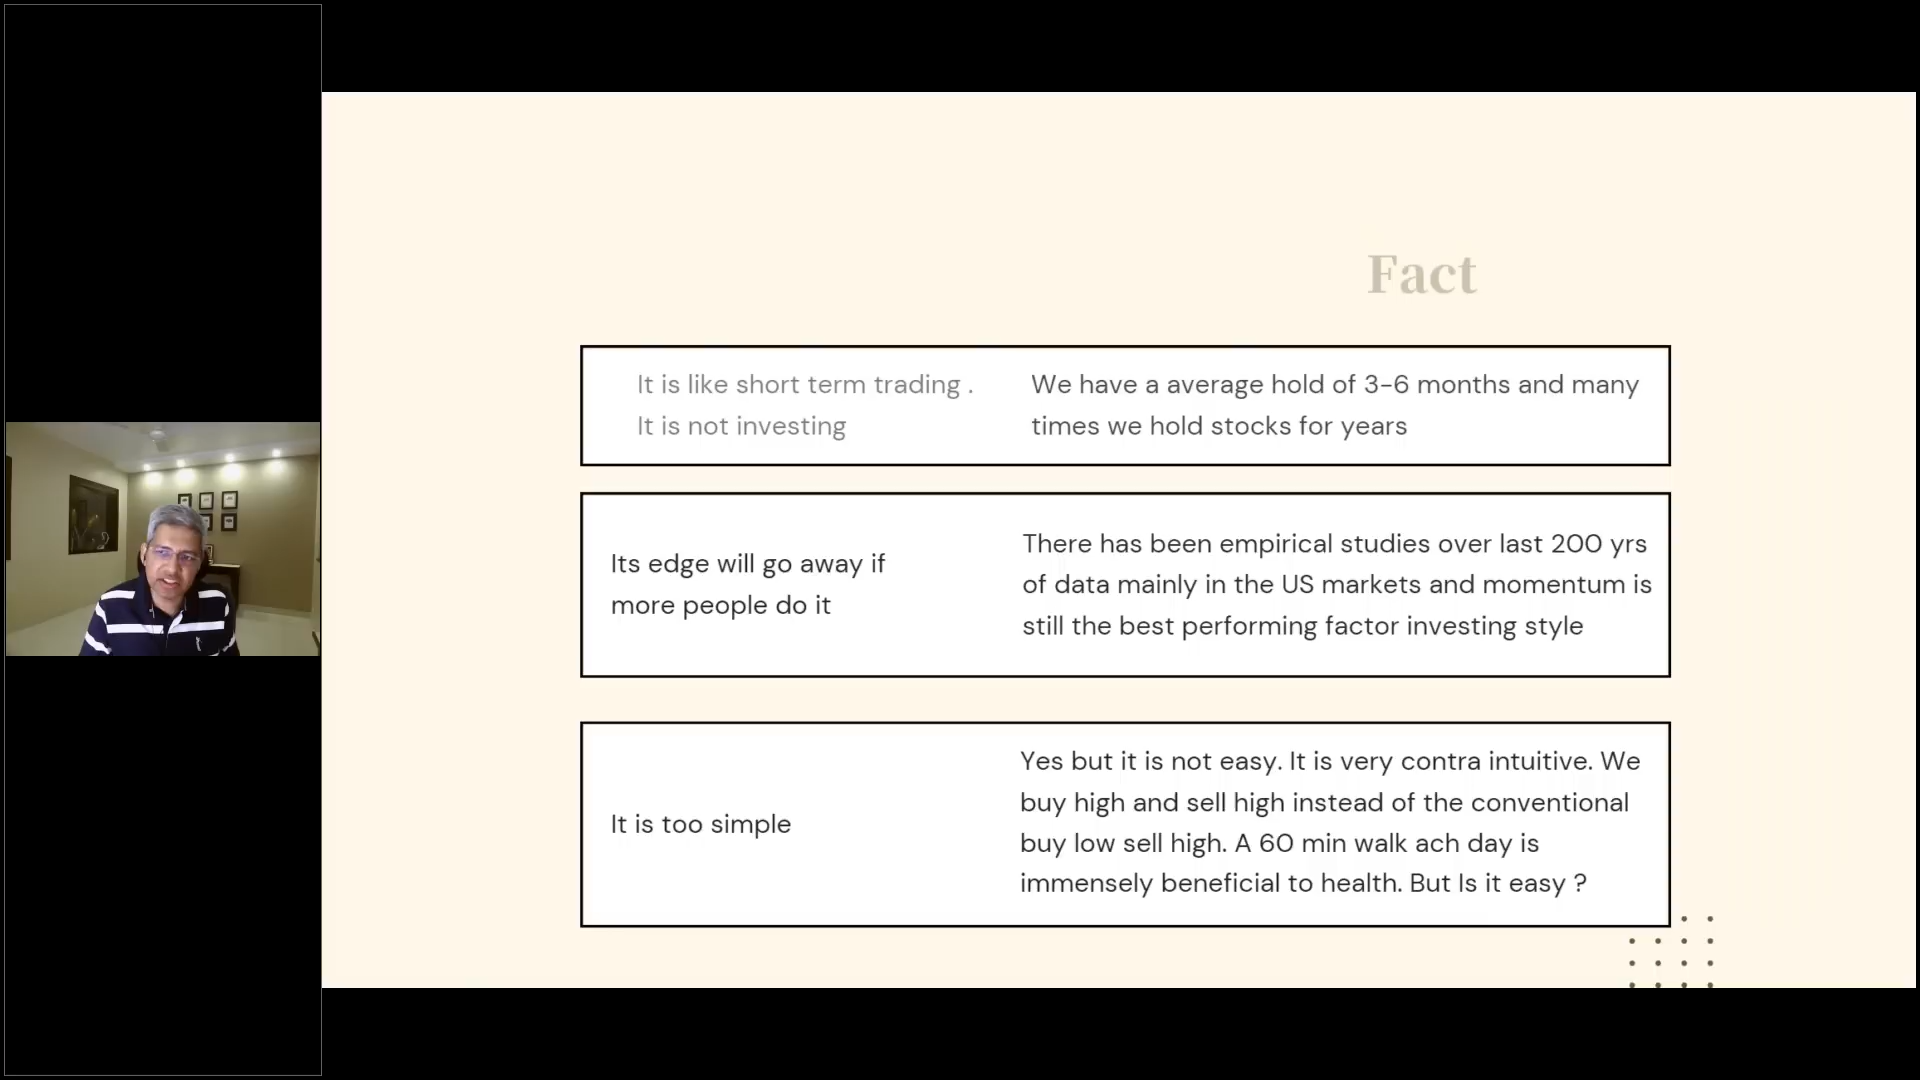 Fact
It is like short term trading .
It is not investing
We have a average hold of 3-6 months and many
times we hold stocks for years
Its edge will go away if
more people do it
There has been empirical studies over last 200 yrs
of data mainly in the US markets and momentum is
still the best performing factor investing style
It is too simple
Yes but it is not easy. It is very contra intuitive. We
buy high and sell high instead of the conventional
buy low sell high. A 60 min walk ach day is
immensely beneficial to health. But Is it easy ?